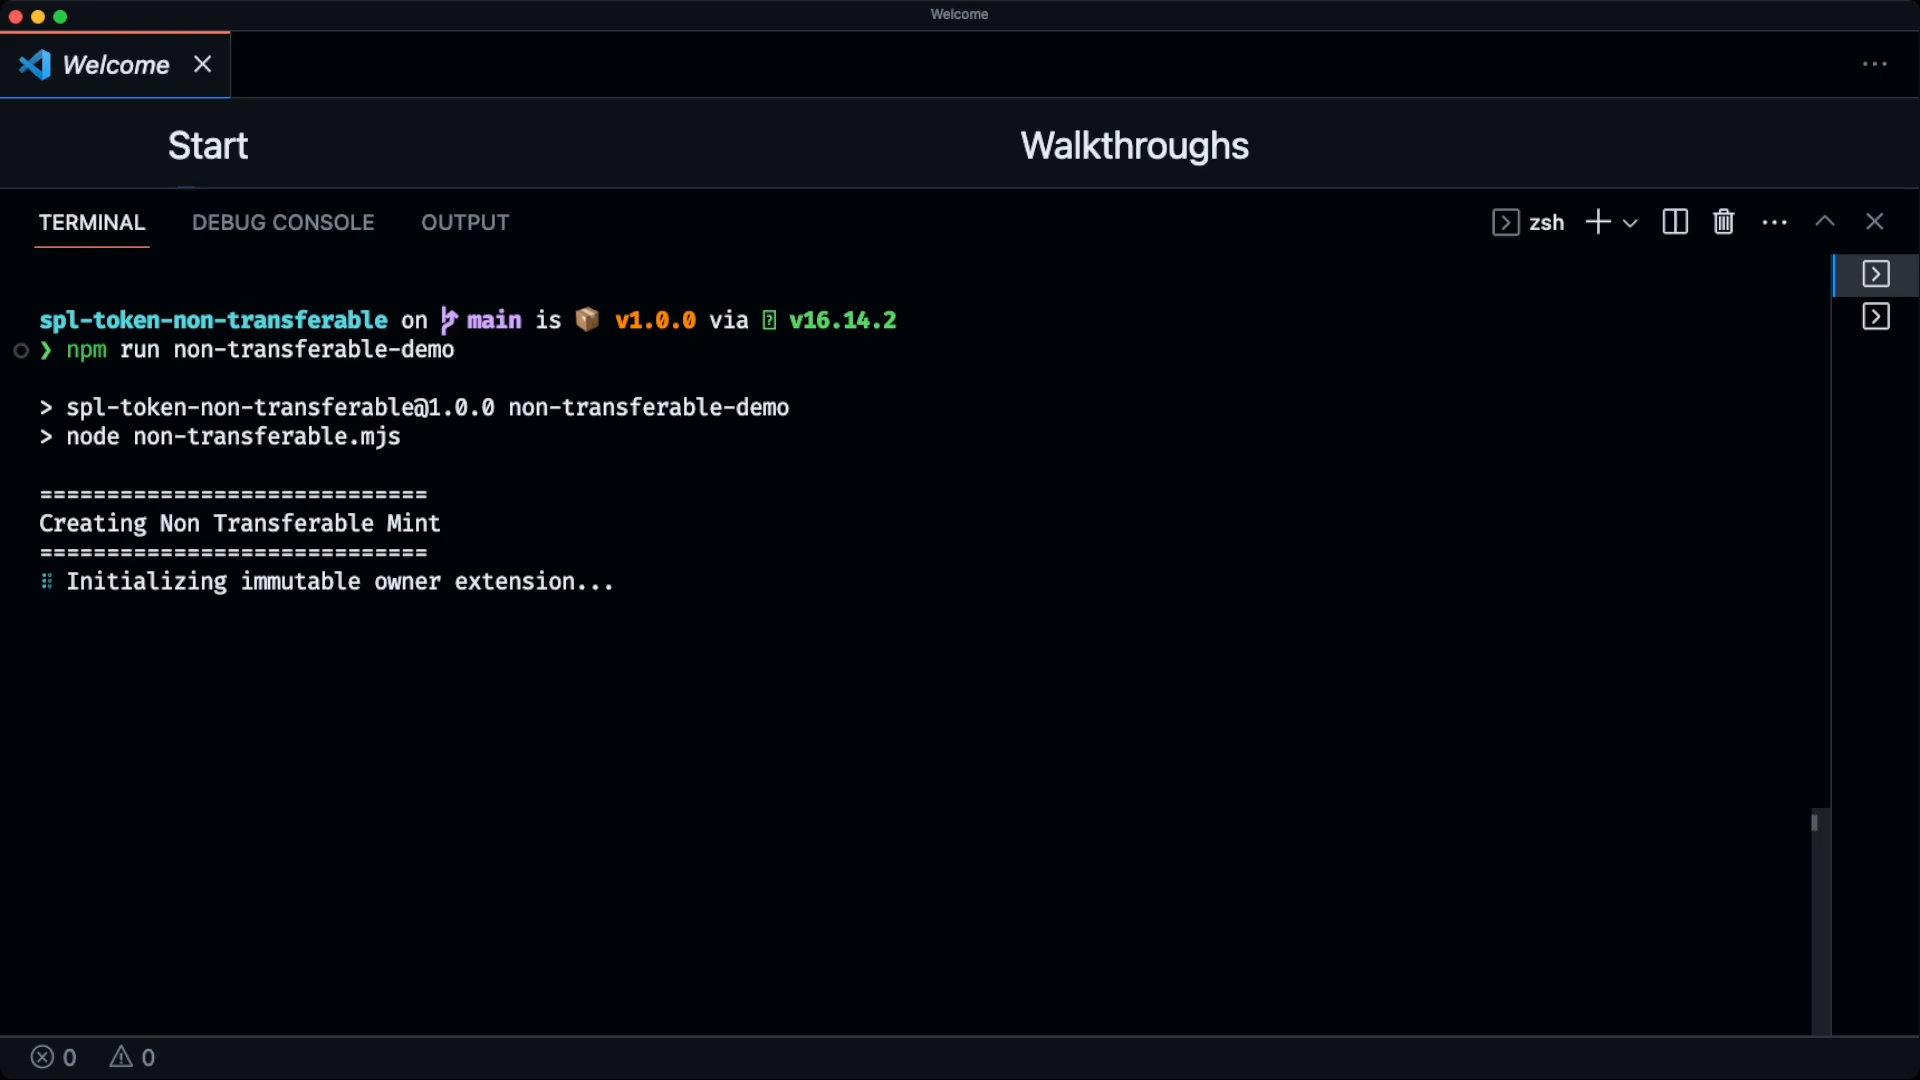 Welcome
Welcome
Start
Walkthroughs
TERMINAL
DEBUG CONSOLE
OUTPUT
zsh
spl-token-non-transferable on main is 📦 v1.0.0 via v16.14.2
❯ npm run non-transferable-demo
> spl-token-non-transferable@1.0.0 non-transferable-demo
> node non-transferable.mjs
=============================
Creating Non Transferable Mint
=============================
⠿ Initializing immutable owner extension...
0
0